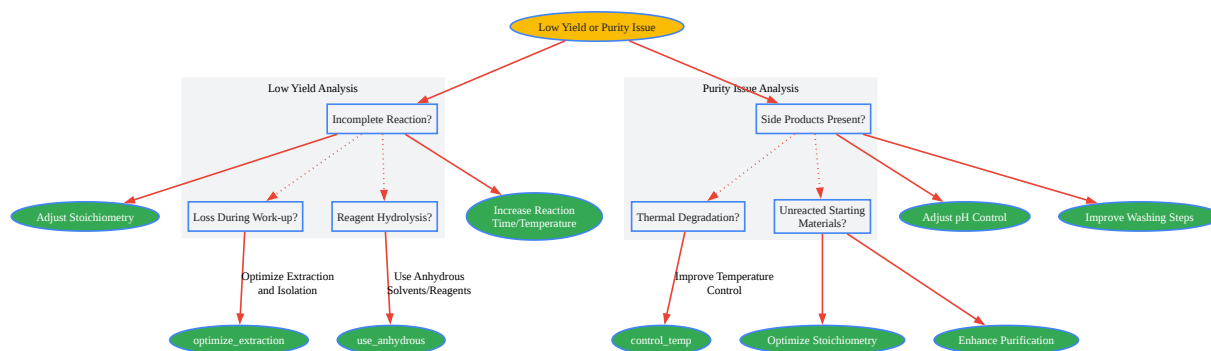 Low Yield or Purity Issue
Low Yield Analysis
Purity Issue Analysis
Incomplete Reaction?
Side Products Present?
Adjust Stoichiometry
Loss During Work-up?
Reagent Hydrolysis?
Increase Reaction
Time/Temperature
Thermal Degradation?
Unreacted Starting
Materials?
Adjust pH Control
Improve Washing Steps
Optimize Extraction
and Isolation
Use Anhydrous
Solvents/Reagents
Improve Temperature
Control
optimize_extraction
use_anhydrous
control_temp
Optimize Stoichiometry
Enhance Purification